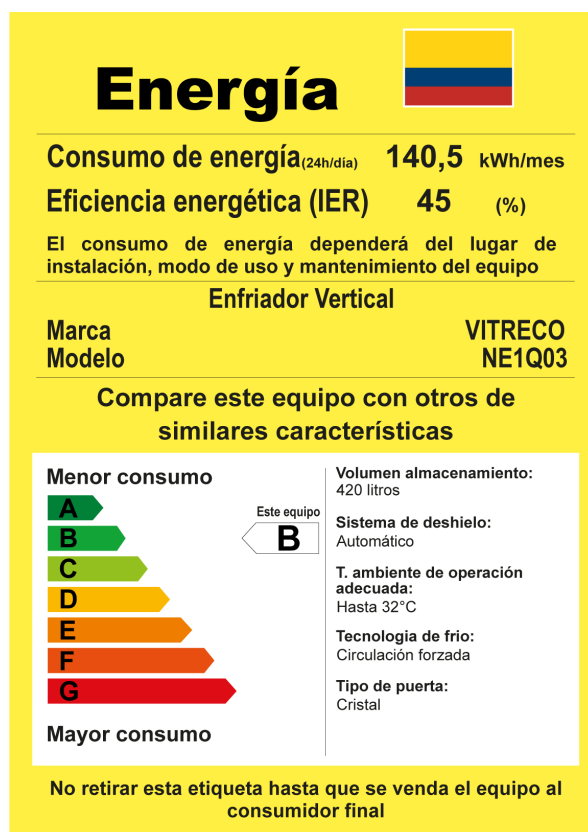 Energía
Consumo de energía(24h/día) 140,5 kWh/mes
Eficiencia energética (IER) 45 (%)
El consumo de energía dependerá del lugar de
instalación, modo de uso y mantenimiento del equipo
Enfriador Vertical
Marca VITRECO
Modelo NE1Q03
Compare este equipo con otros de
similares características
Menor consumo
A
B
C
D
E
F
G
Mayor consumo
Este equipo
B
Volumen almacenamiento:
420 litros
Sistema de deshielo:
Automático
T. ambiente de operación
adecuada:
Hasta 32°C
Tecnologia de frio:
Circulación forzada
Tipo de puerta:
Cristal
No retirar esta etiqueta hasta que se venda el equipo al
consumidor final